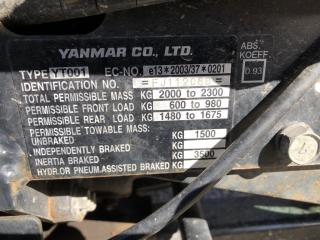 YANMAR CO., LTD.
ABS. KOEFF.
0.93
TYPE YT001 EC-NO. e13*2003/37*0201
IDENTIFICATION NO.
TOTAL PERMISSIBLE MASS KG 2000 to 2300
PERMISSIBLE FRONT LOAD KG 600 to 980
PERMISSIBLE REAR LOAD KG 1480 to 1675
PERMISSIBLE TOWABLE MASS:
UNBRAKED KG 1500
INDEPENDENTLY BRAKED KG
INERTIA BRAKED KG 3500
HYDR.OR PNEUM.ASSISTED BRAKED KG